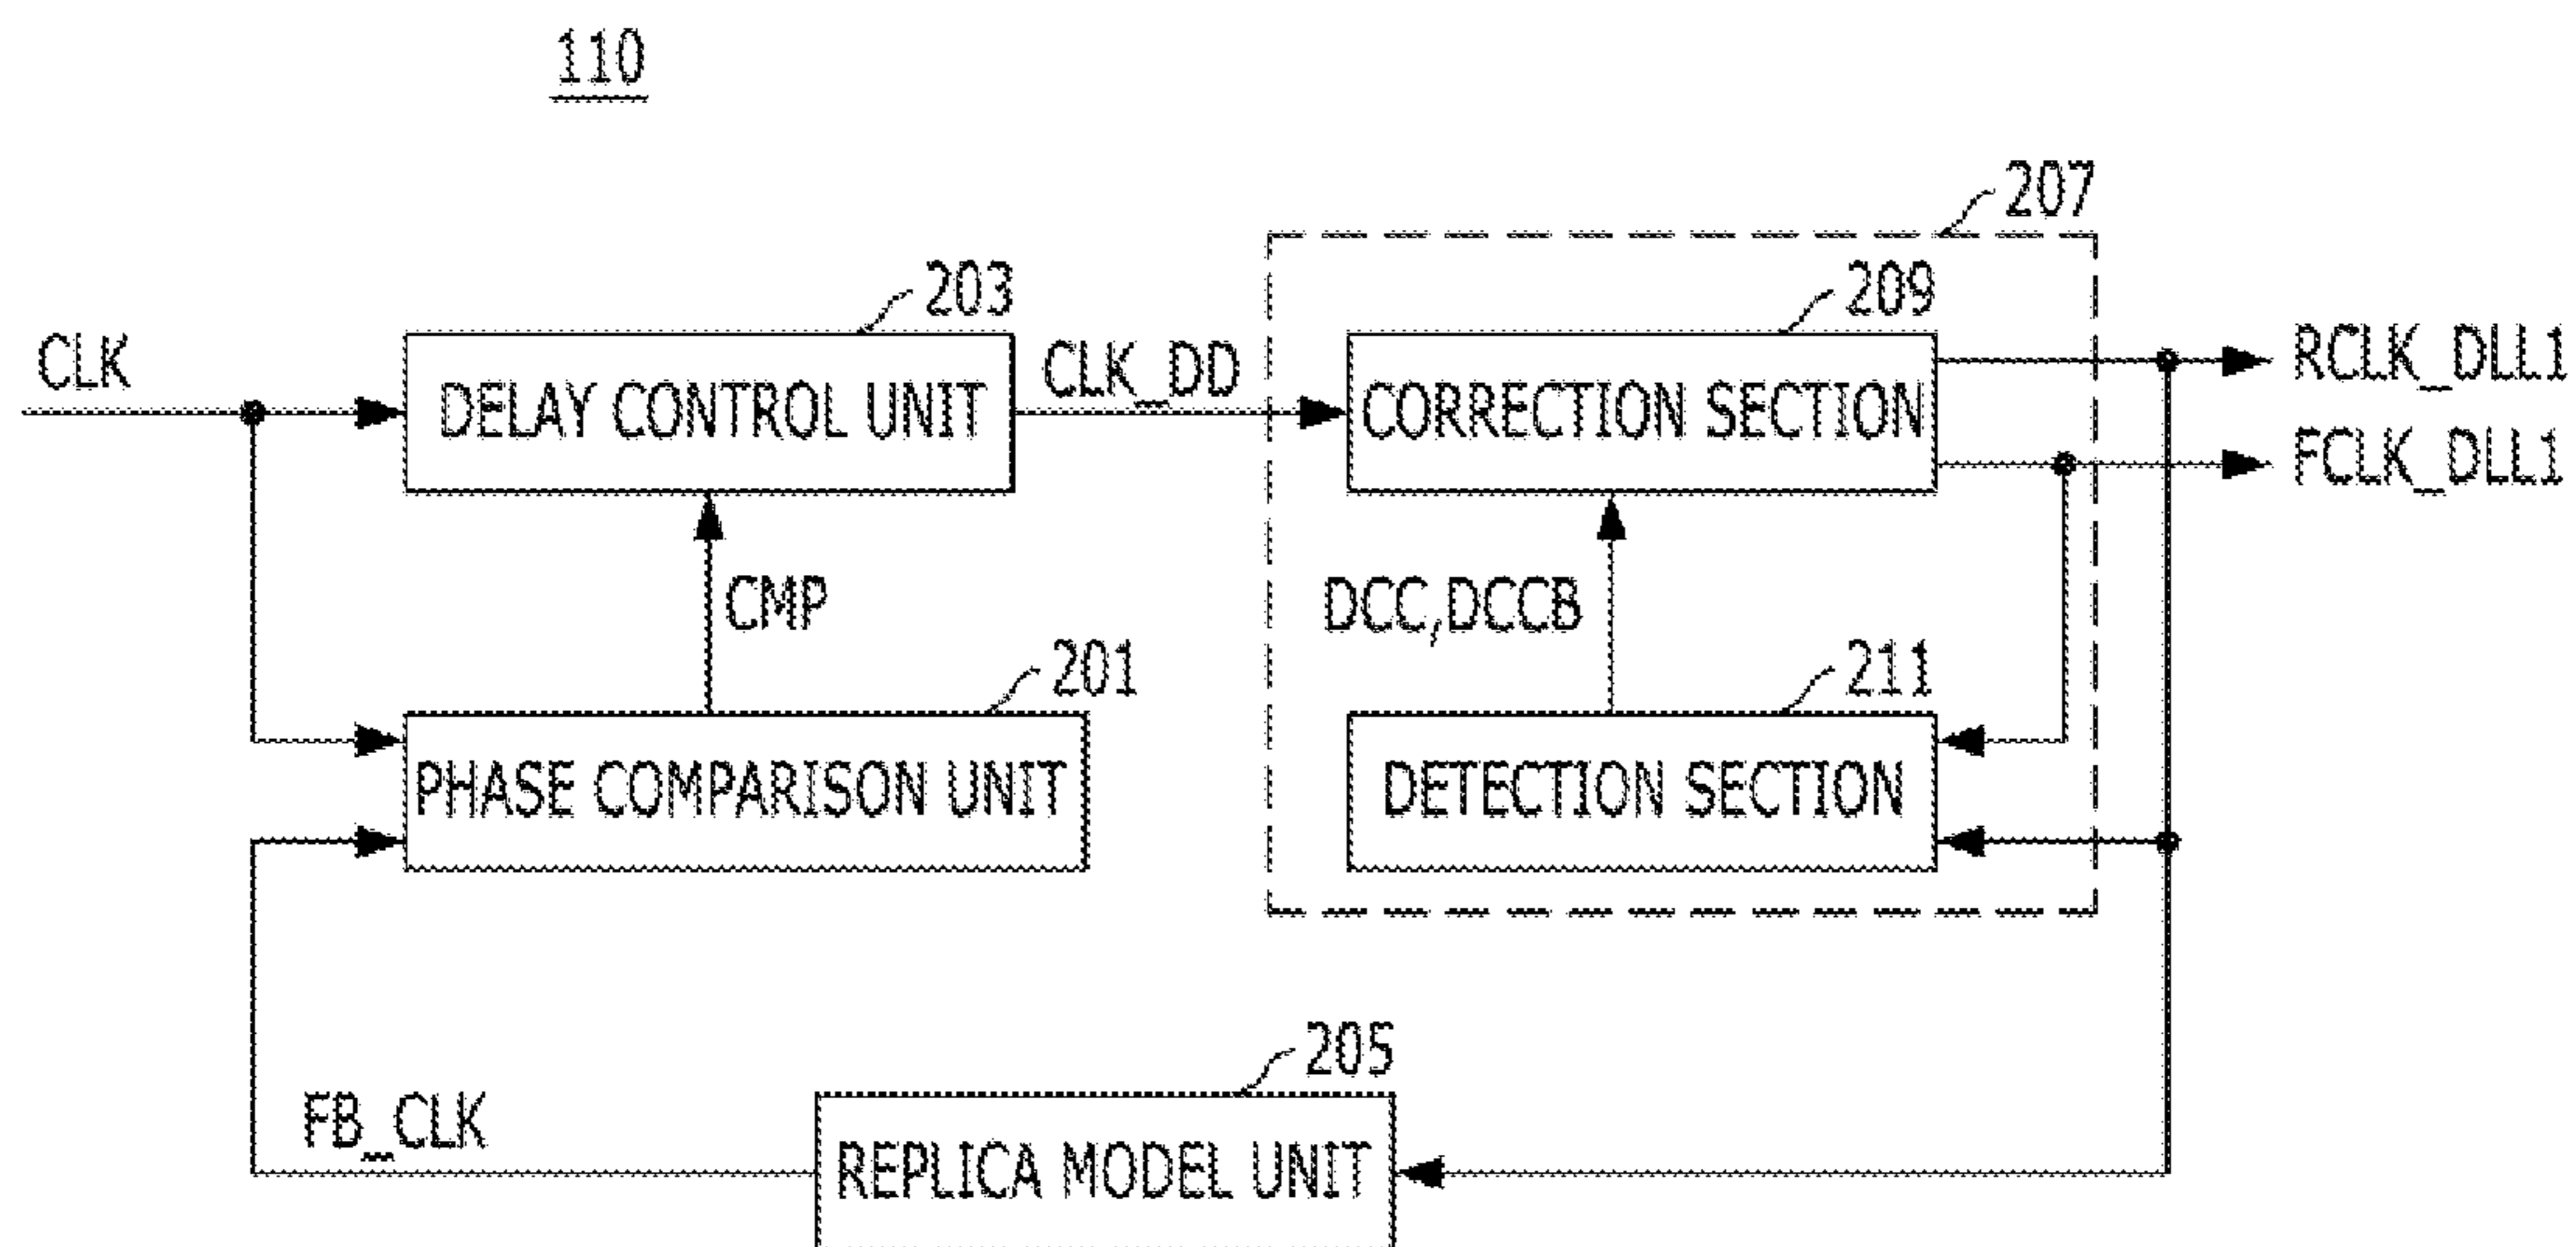 110
207
203
209
CLK
DELAY CONTROL UNIT
CLK_DD
CORRECTION SECTION
RCLK_DLL1
FCLK_DLL1
CMP
DCC,DCCB
201
211
PHASE COMPARISON UNIT
DETECTION SECTION
205
FB_CLK
REPLICA MODEL UNIT